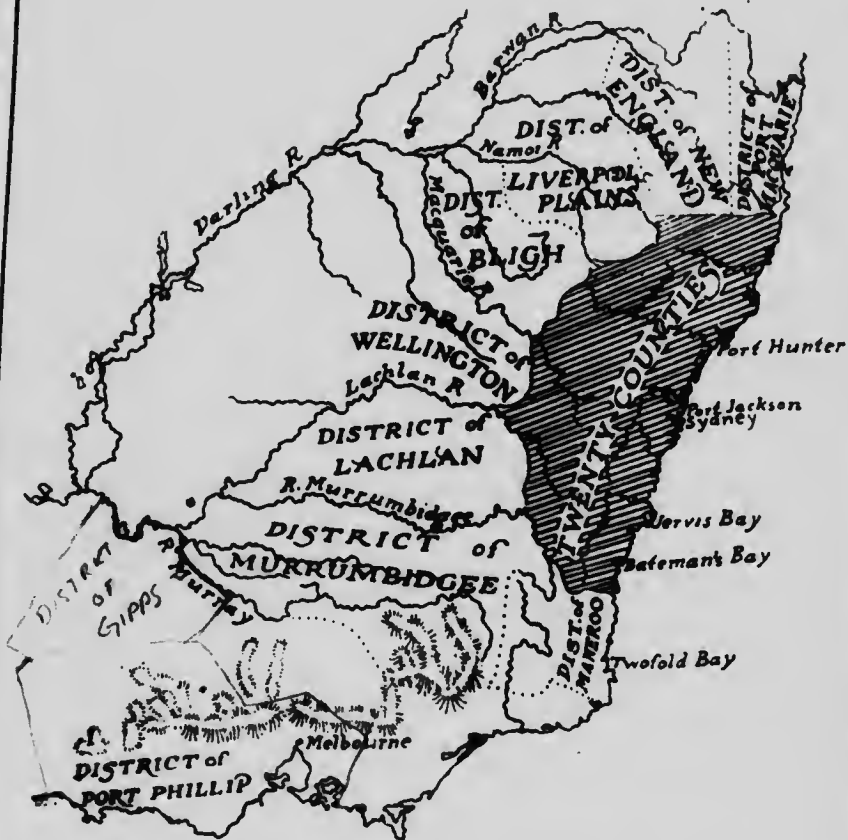 Barwan R
DIST. of
NEW
ENGLAND
DISTRICT of
PORT
MACQUARIE
DIST. of
Namoi R
LIVERPOOL
PLAINS
Darling R
DIST.
of
BLIGH
Macquarie R
TWENTY COUNTIES
DISTRICT of
WELLINGTON
Port Hunter
Lachlan R
Port Jackson
Sydney
DISTRICT of
LACHLAN
R. Murrumbidgee
Jervis Bay
DISTRICT of
MURRUMBIDGEE
Bateman's Bay
R. Murray
DISTRICT
OF
GIPPS
DIST. of
MANEROO
Twofold Bay
Melbourne
DISTRICT of
PORT PHILLIP